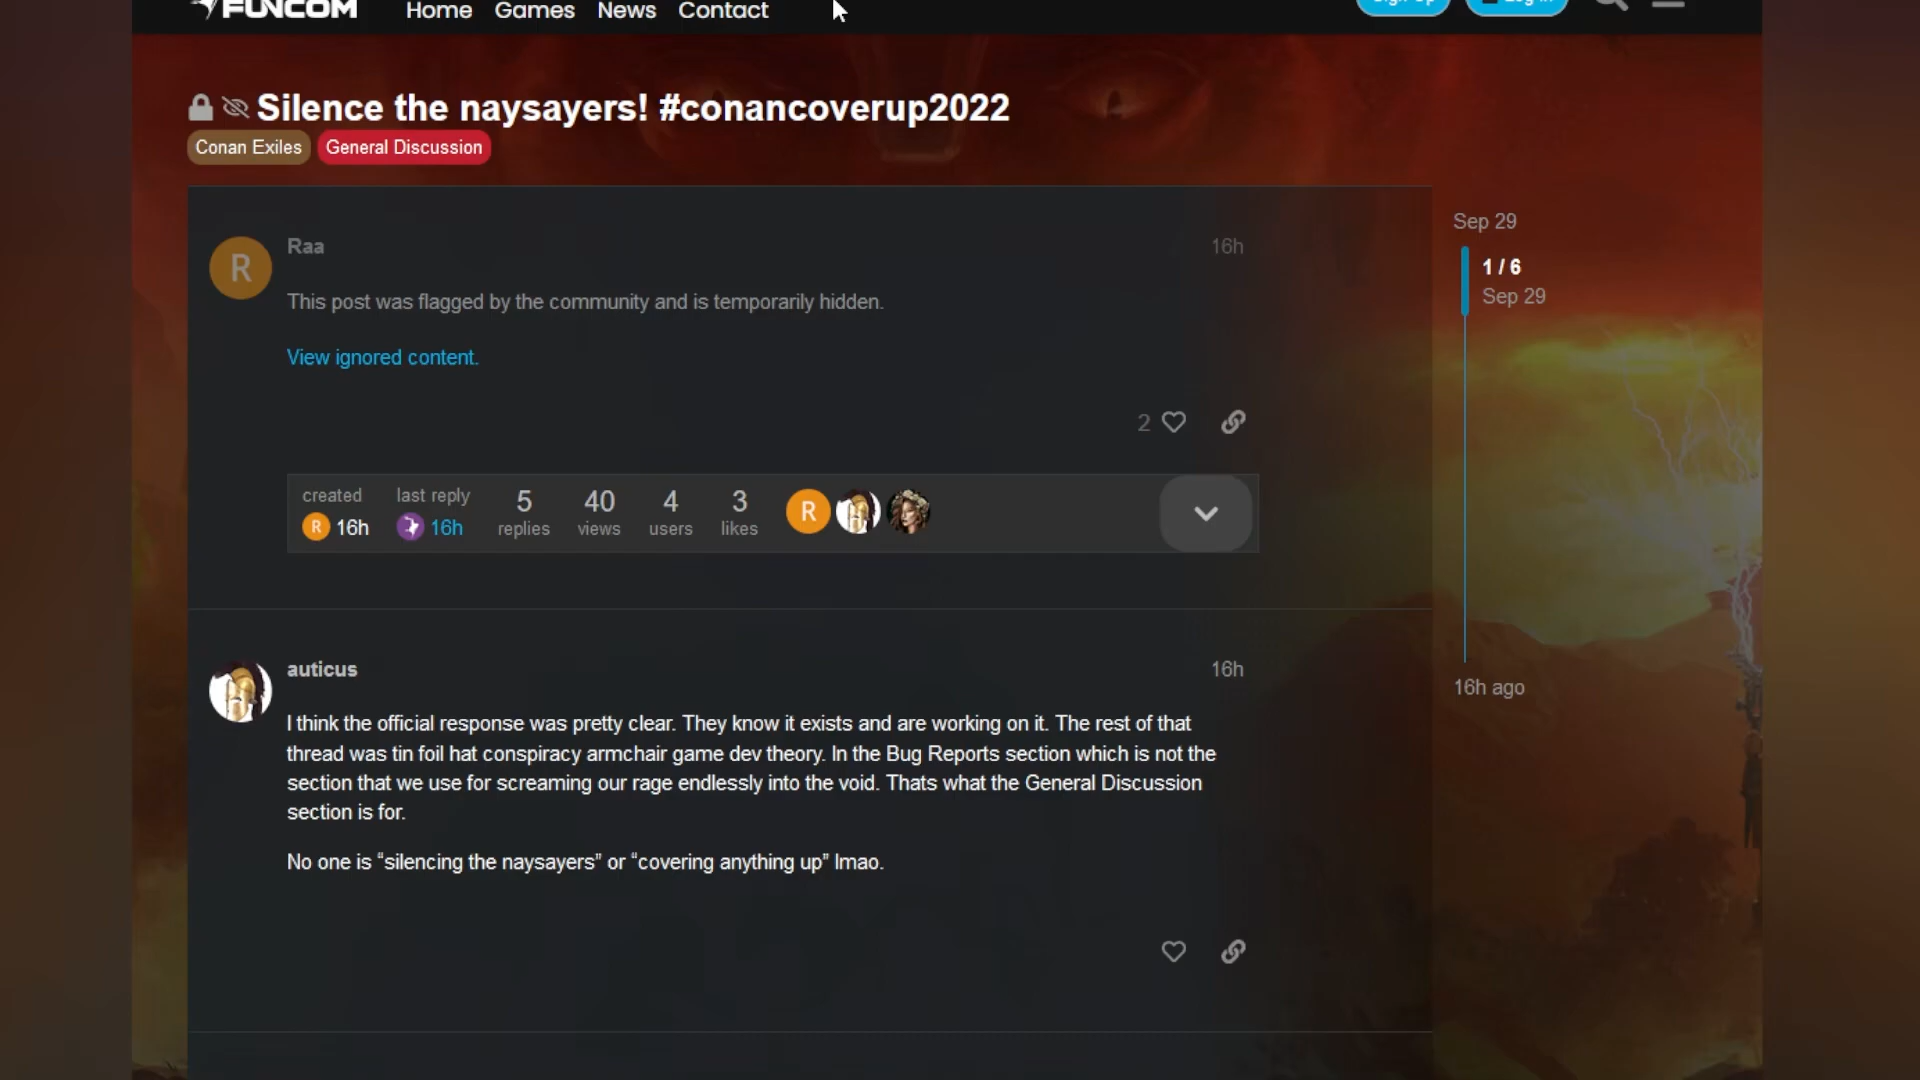 FUNCOM Home Games News Contact Sign Up Log In
Silence the naysayers! #conancoverup2022
Conan Exiles General Discussion
Sep 29
1 / 6
Sep 29
16h ago
R Raa 16h
This post was flagged by the community and is temporarily hidden.
View ignored content.
2
created last reply 5 40 4 3 R
R 16h 16h replies views users likes
auticus 16h
I think the official response was pretty clear. They know it exists and are working on it. The rest of that
thread was tin foil hat conspiracy armchair game dev theory. In the Bug Reports section which is not the
section that we use for screaming our rage endlessly into the void. Thats what the General Discussion
section is for.
No one is “silencing the naysayers” or “covering anything up” lmao.